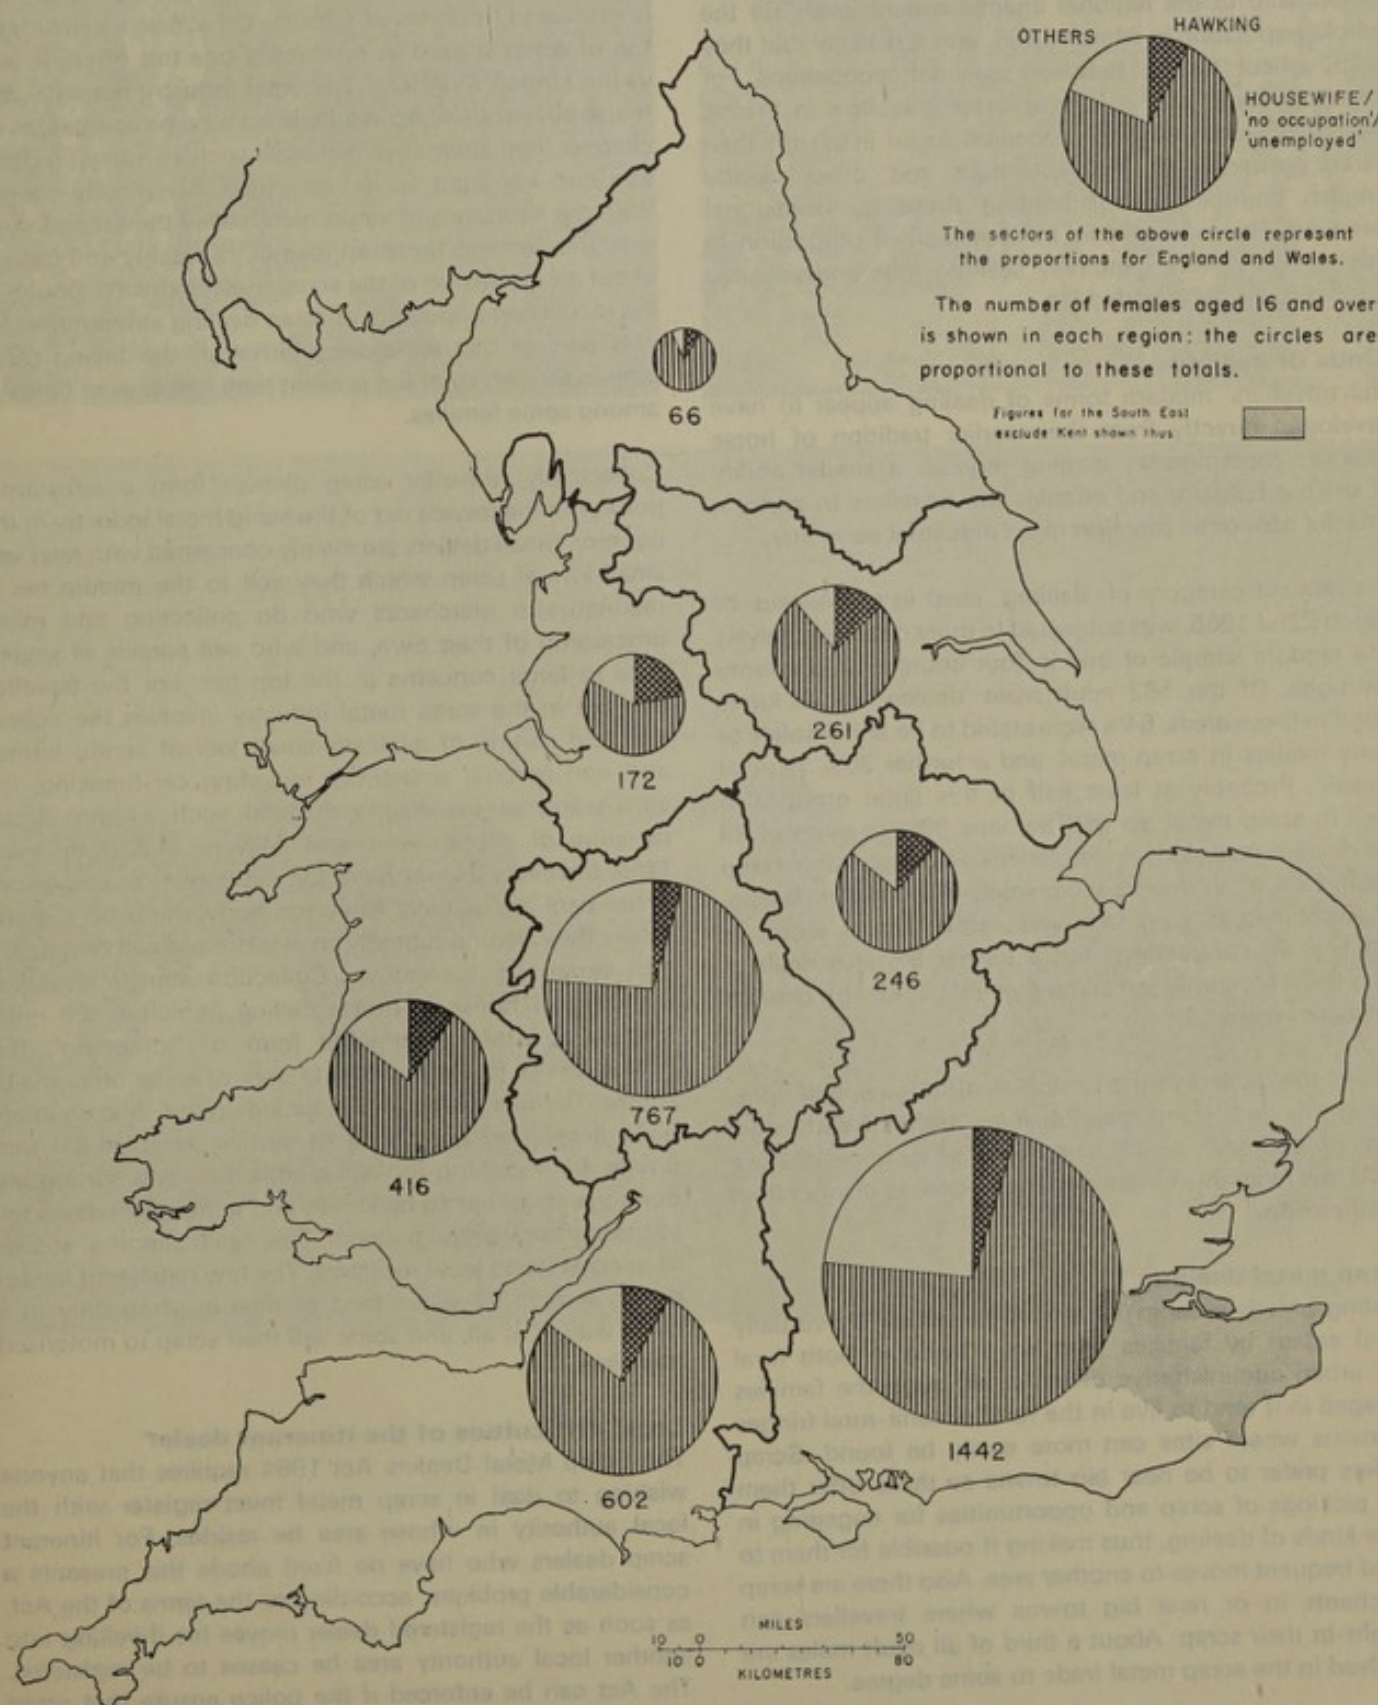 OTHERS
HAWKING
HOUSEWIFE/
'no occupation'/
'unemployed'
The sectors of the above circle represent
the proportions for England and Wales.
The number of females aged 16 and over
is shown in each region: the circles are
proportional to these totals.
Figures for the South East
exclude Kent shown thus
66
261
172
246
767
416
1442
602
MILES
10 0 50
10 0 80
KILOMETRES